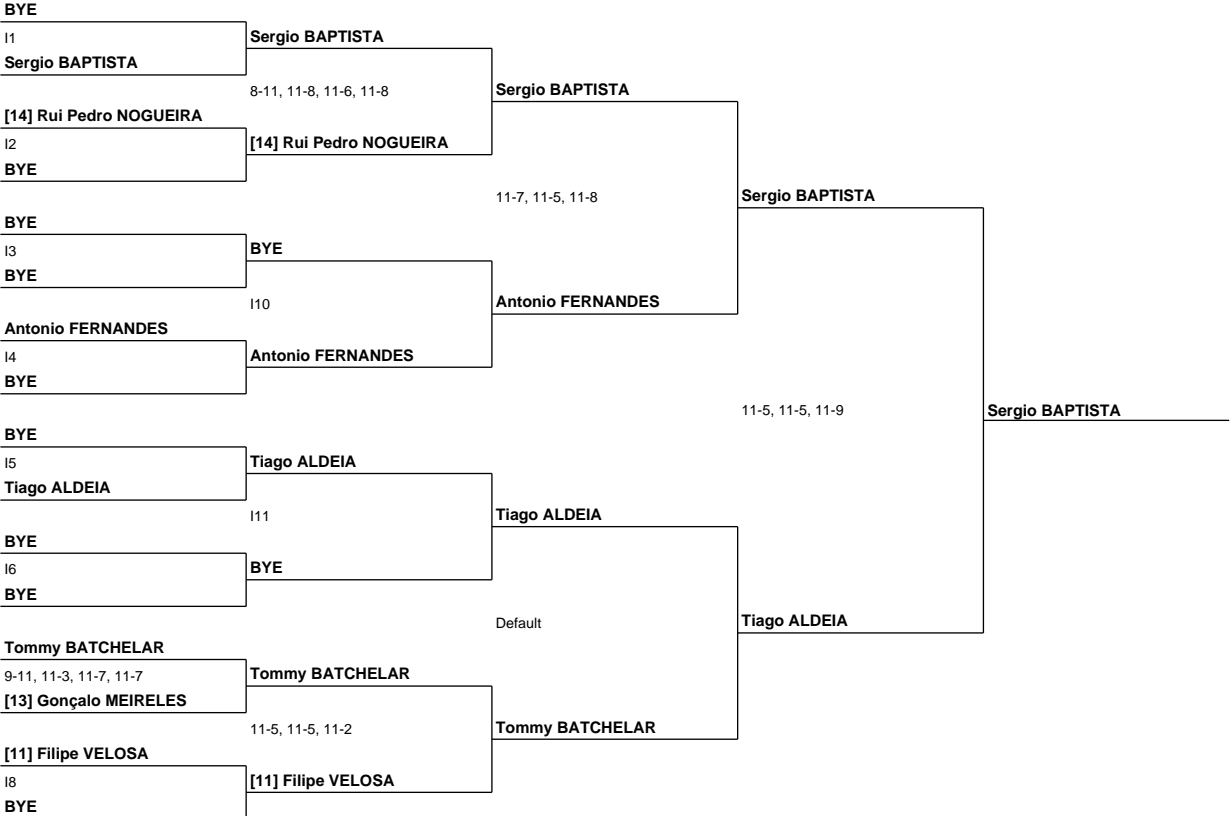 BYE
I1
Sergio BAPTISTA
[14] Rui Pedro NOGUEIRA
I2
BYE
BYE
I3
BYE
Antonio FERNANDES
I4
BYE
BYE
I5
Tiago ALDEIA
BYE
I6
BYE
Tommy BATCHELAR
9-11, 11-3, 11-7, 11-7
[13] Gonçalo MEIRELES
[11] Filipe VELOSA
I8
BYE
Sergio BAPTISTA
8-11, 11-8, 11-6, 11-8
[14] Rui Pedro NOGUEIRA
BYE
I10
Antonio FERNANDES
Tiago ALDEIA
I11
BYE
Tommy BATCHELAR
11-5, 11-5, 11-2
[11] Filipe VELOSA
Sergio BAPTISTA
11-7, 11-5, 11-8
Antonio FERNANDES
Tiago ALDEIA
Default
Tommy BATCHELAR
Sergio BAPTISTA
11-5, 11-5, 11-9
Tiago ALDEIA
Sergio BAPTISTA